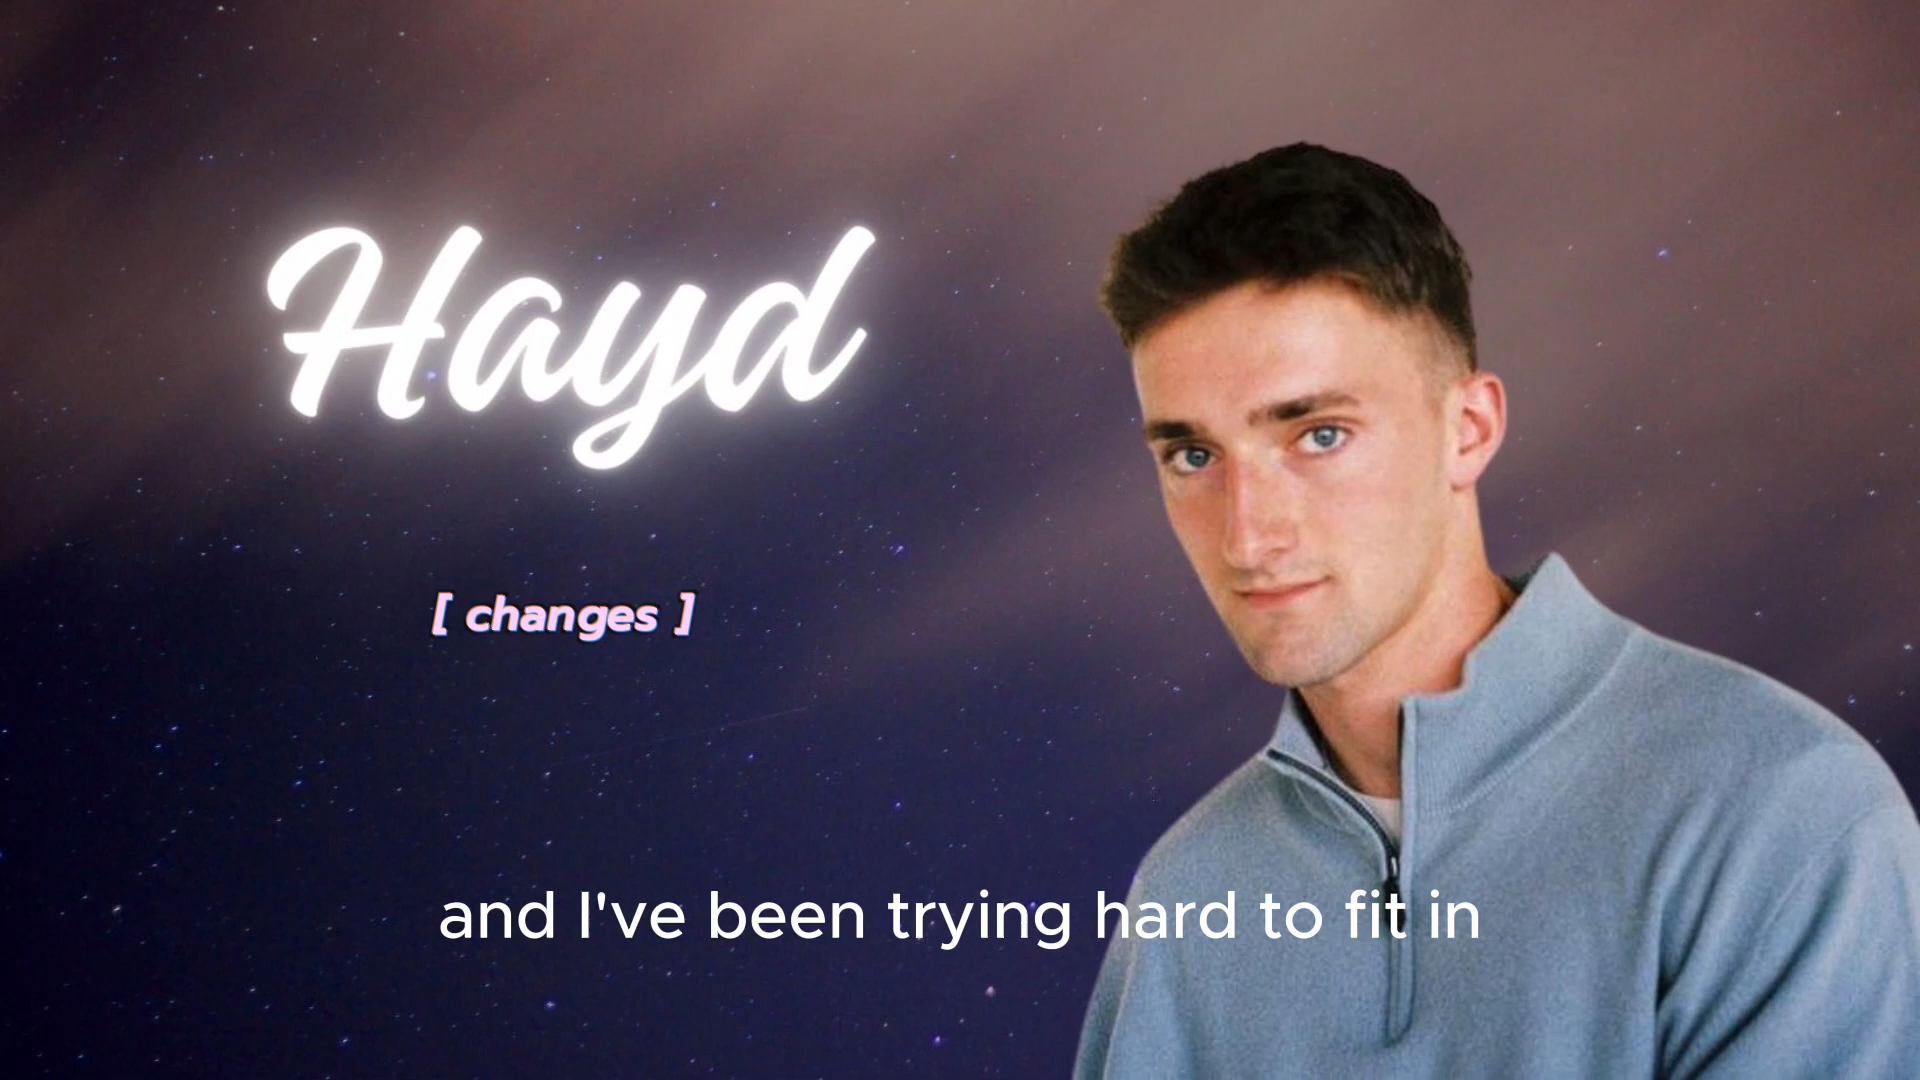 Hayd
[ changes ]
and I've been trying hard to fit in